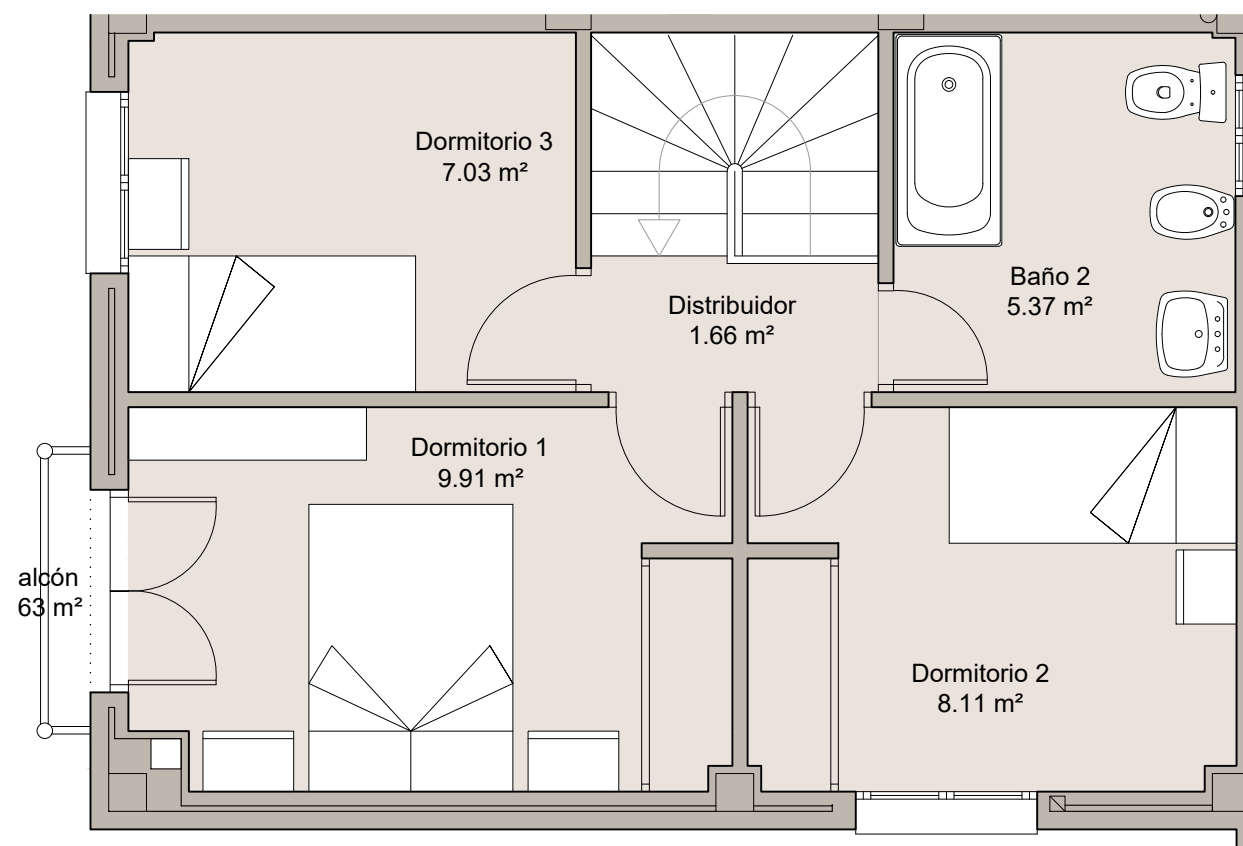 Dormitorio 3
7.03 m²
Baño 2
5.37 m²
Distribuidor
1.66 m²
Dormitorio 1
9.91 m²
alcón
63 m²
Dormitorio 2
8.11 m²